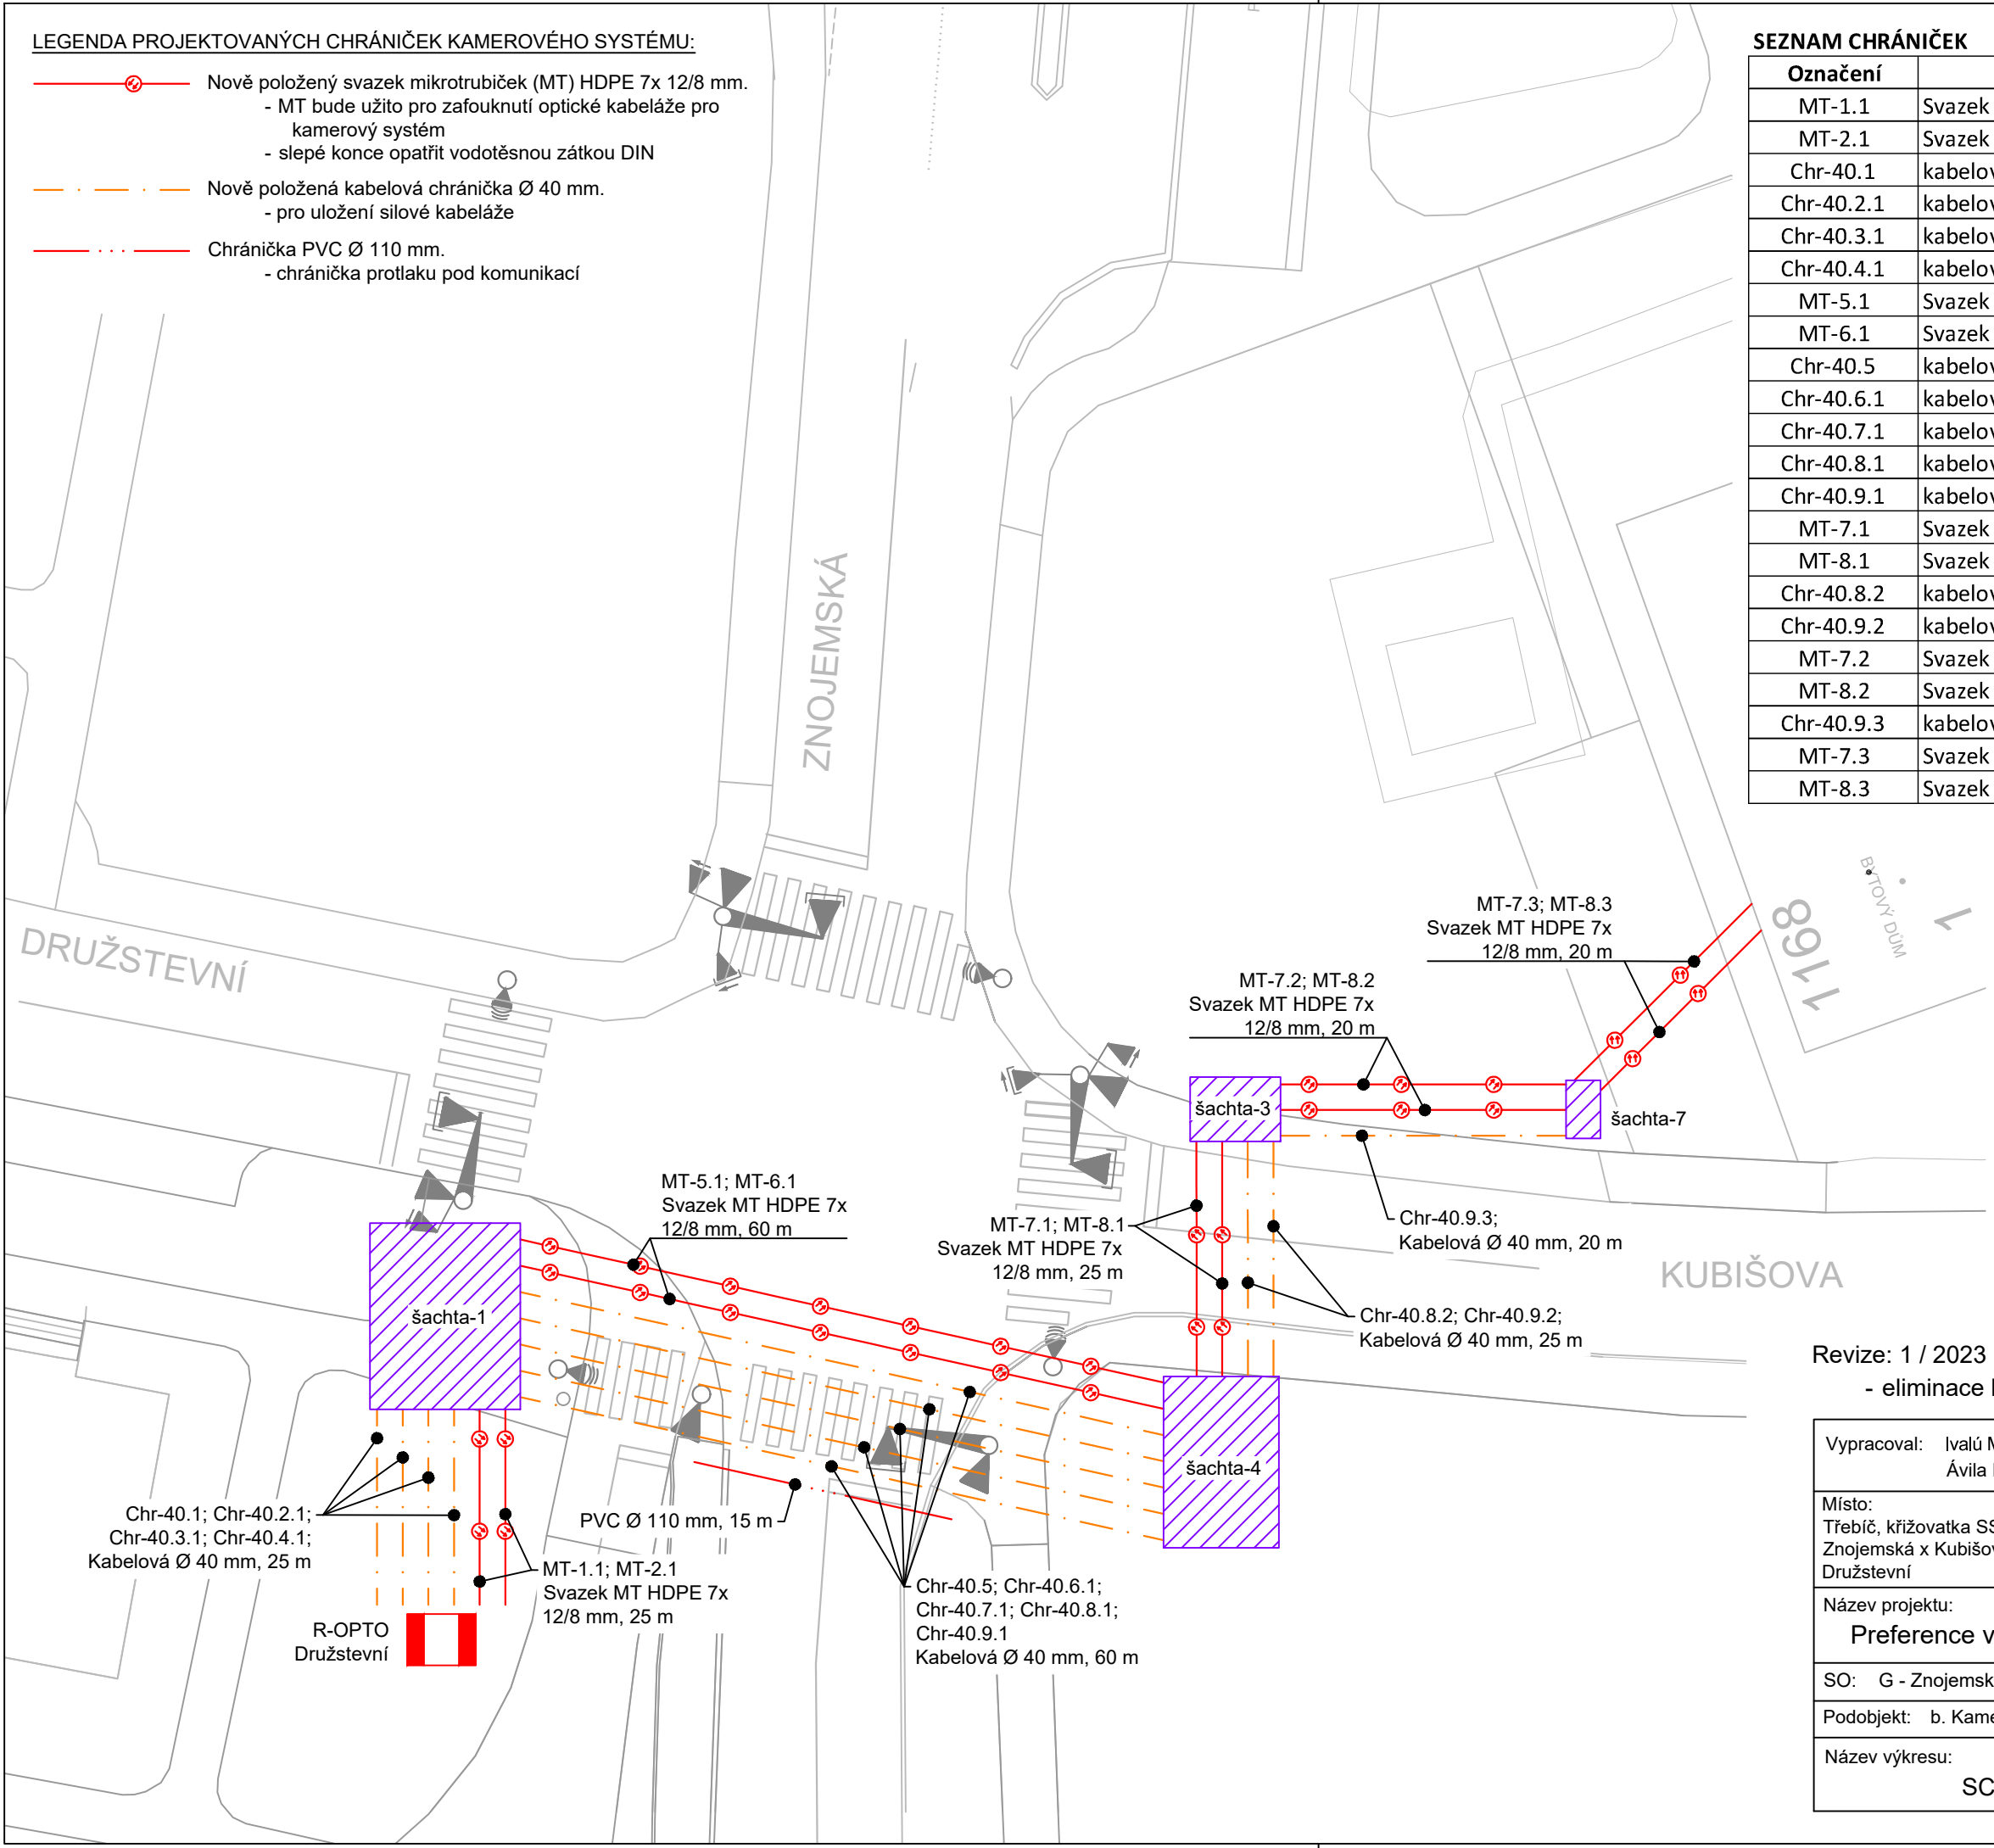 LEGENDA PROJEKTOVANÝCH CHRÁNIČEK KAMEROVÉHO SYSTÉMU:
Nově položený svazek mikrotrubiček (MT) HDPE 7x 12/8 mm.
- MT bude užito pro zafouknutí optické kabeláže pro
kamerový systém
- slepé konce opatřit vodotěsnou zátkou DIN
Nově položená kabelová chránička Ø 40 mm.
- pro uložení silové kabeláže
Chránička PVC Ø 110 mm.
- chránička protlaku pod komunikací
SEZNAM CHRÁNIČEK
Označení
MT-1.1 Svazek
MT-2.1 Svazek
Chr-40.1 kabelov
Chr-40.2.1 kabelov
Chr-40.3.1 kabelov
Chr-40.4.1 kabelov
MT-5.1 Svazek
MT-6.1 Svazek
Chr-40.5 kabelov
Chr-40.6.1 kabelov
Chr-40.7.1 kabelov
Chr-40.8.1 kabelov
Chr-40.9.1 kabelov
MT-7.1 Svazek
MT-8.1 Svazek
Chr-40.8.2 kabelov
Chr-40.9.2 kabelov
MT-7.2 Svazek
MT-8.2 Svazek
Chr-40.9.3 kabelov
MT-7.3 Svazek
MT-8.3 Svazek
ZNOJEMSKÁ
DRUŽSTEVNÍ
KUBIŠOVA
BYTOVÝ DŮM
1168
1
MT-7.3; MT-8.3
Svazek MT HDPE 7x
12/8 mm, 20 m
MT-7.2; MT-8.2
Svazek MT HDPE 7x
12/8 mm, 20 m
šachta-3
šachta-7
MT-5.1; MT-6.1
Svazek MT HDPE 7x
12/8 mm, 60 m
MT-7.1; MT-8.1
Svazek MT HDPE 7x
12/8 mm, 25 m
Chr-40.9.3;
Kabelová Ø 40 mm, 20 m
Chr-40.8.2; Chr-40.9.2;
Kabelová Ø 40 mm, 25 m
šachta-1
šachta-4
Chr-40.1; Chr-40.2.1;
Chr-40.3.1; Chr-40.4.1;
Kabelová Ø 40 mm, 25 m
PVC Ø 110 mm, 15 m
MT-1.1; MT-2.1
Svazek MT HDPE 7x
12/8 mm, 25 m
Chr-40.5; Chr-40.6.1;
Chr-40.7.1; Chr-40.8.1;
Chr-40.9.1
Kabelová Ø 40 mm, 60 m
R-OPTO
Družstevní
Revize: 1 / 2023
- eliminace
Vypracoval: Ivalú M
Ávila
Místo:
Třebíč, křižovatka SS
Znojemská x Kubišov
Družstevní
Název projektu:
Preference v
SO: G - Znojemsk
Podobjekt: b. Kame
Název výkresu:
SC